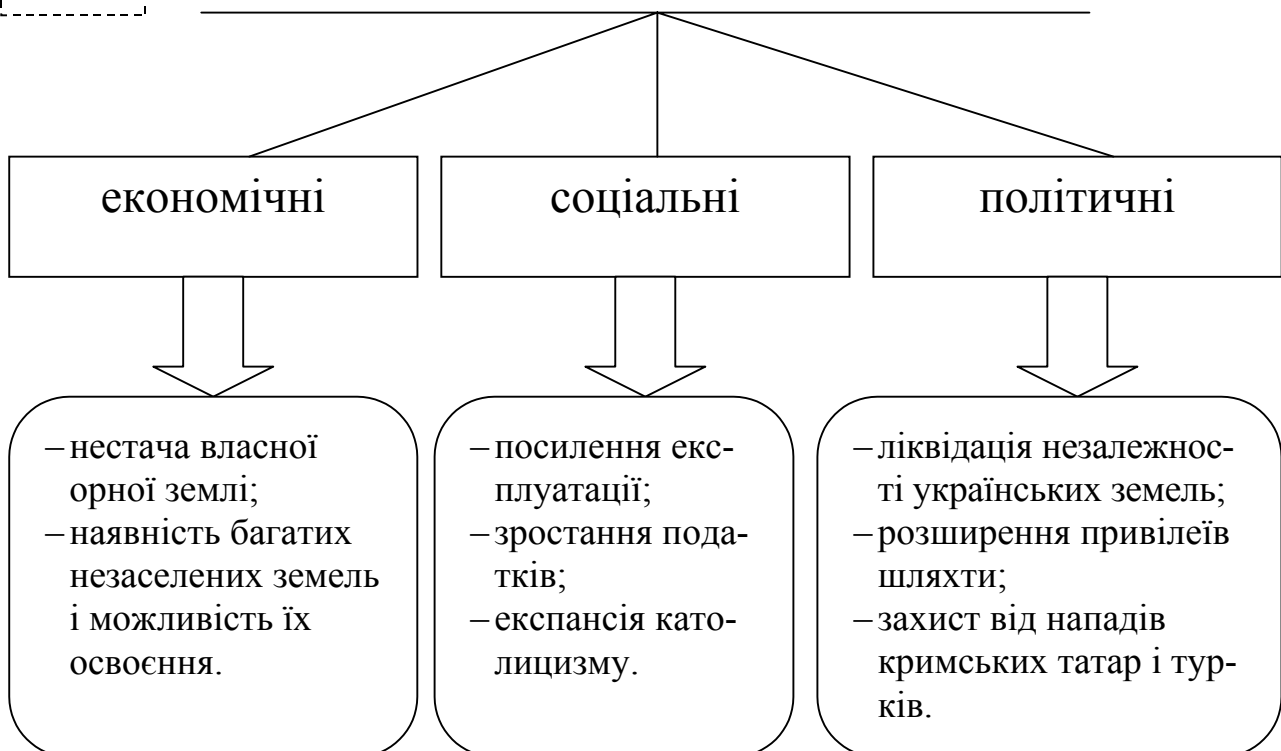 економічні
соціальні
політичні
– нестача власної
орної землі;
– наявність багатих
незаселених земель
і можливість їх
освоєння.
– посилення екс-
плуатації;
– зростання пода-
тків;
– експансія като-
лицизму.
– ліквідація незалежнос-
ті українських земель;
– розширення привілеїв
шляхти;
– захист від нападів
кримських татар і тур-
ків.